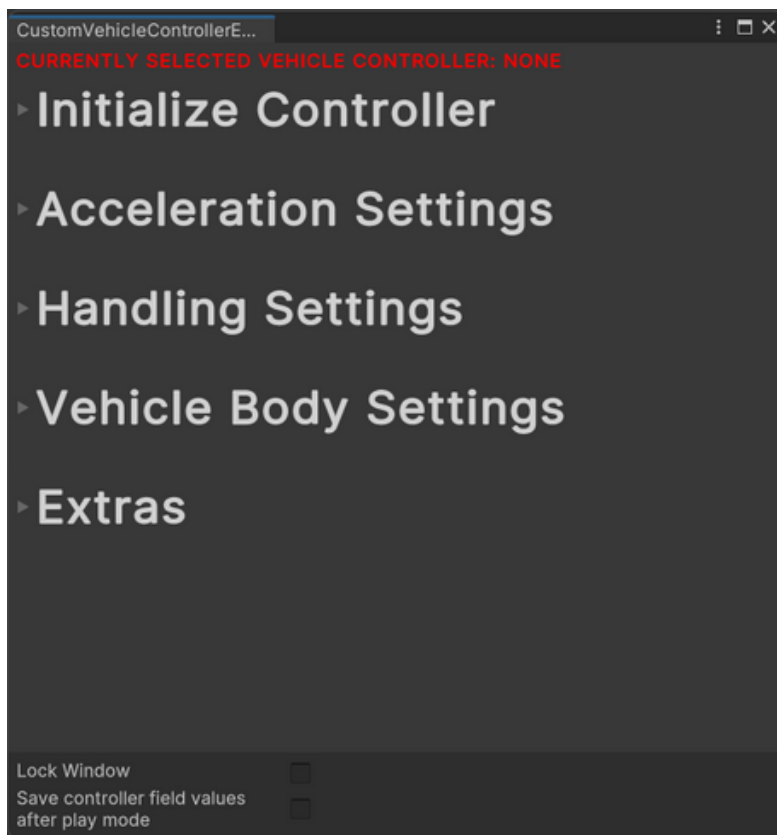 CustomVehicleControllerE...
CURRENTLY SELECTED VEHICLE CONTROLLER: NONE
Initialize Controller
Acceleration Settings
Handling Settings
Vehicle Body Settings
Extras
Lock Window
Save controller field values
after play mode